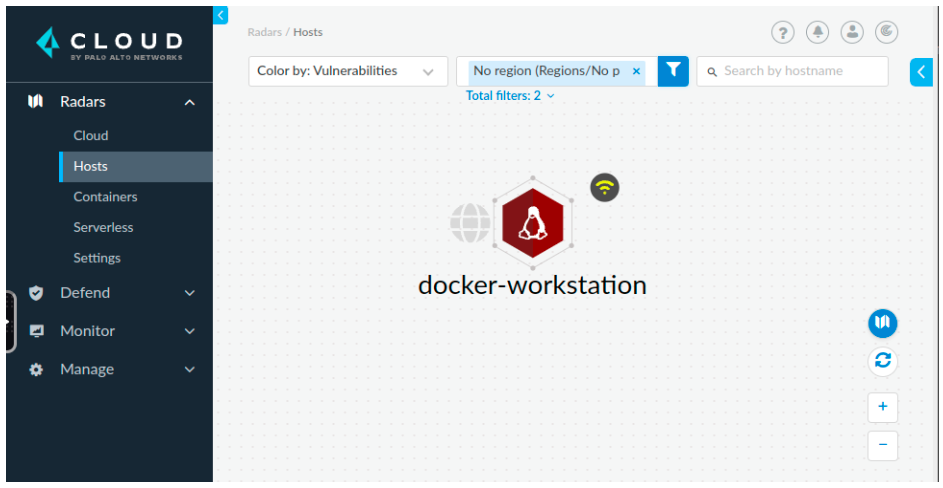 CLOUD
BY PALO ALTO NETWORKS
Radars
Cloud
Hosts
Containers
Serverless
Settings
Defend
Monitor
Manage
Radars / Hosts
?
Color by: Vulnerabilities
No region (Regions/No p ×
Search by hostname
Total filters: 2
docker-workstation
+
−